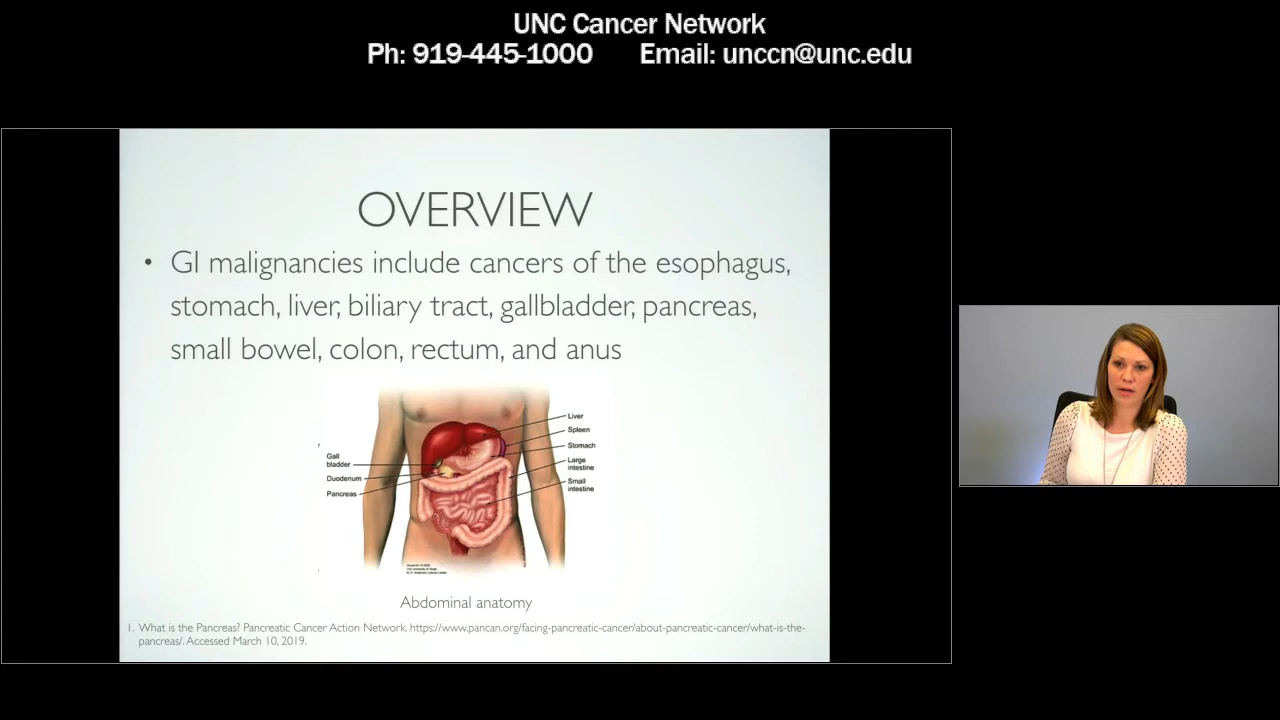 UNC Cancer Network
Ph: 919-445-1000 Email: unccn@unc.edu
OVERVIEW
• GI malignancies include cancers of the esophagus,
stomach, liver, biliary tract, gallbladder, pancreas,
small bowel, colon, rectum, and anus
Liver
Spleen
Stomach
Large
intestine
Small
intestine
Gall
bladder
Duodenum
Pancreas
Abdominal anatomy
1. What is the Pancreas? Pancreatic Cancer Action Network. https://www.pancan.org/facing-pancreatic-cancer/about-pancreatic-cancer/what-is-the-
pancreas/. Accessed March 10, 2019.